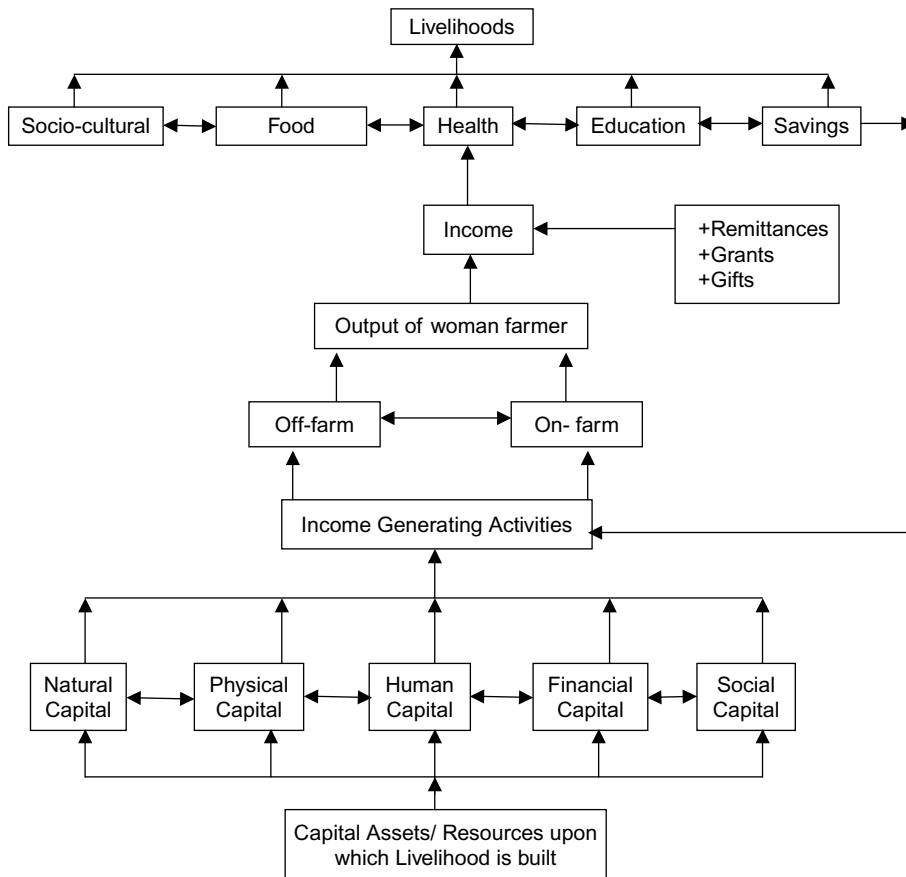 Livelihoods
Socio-cultural
Food
Health
Education
Savings
Income
+Remittances
+Grants
+Gifts
Output of woman farmer
Off-farm
On- farm
Income Generating Activities
Natural
Capital
Physical
Capital
Human
Capital
Financial
Capital
Social
Capital
Capital Assets/ Resources upon
which Livelihood is built